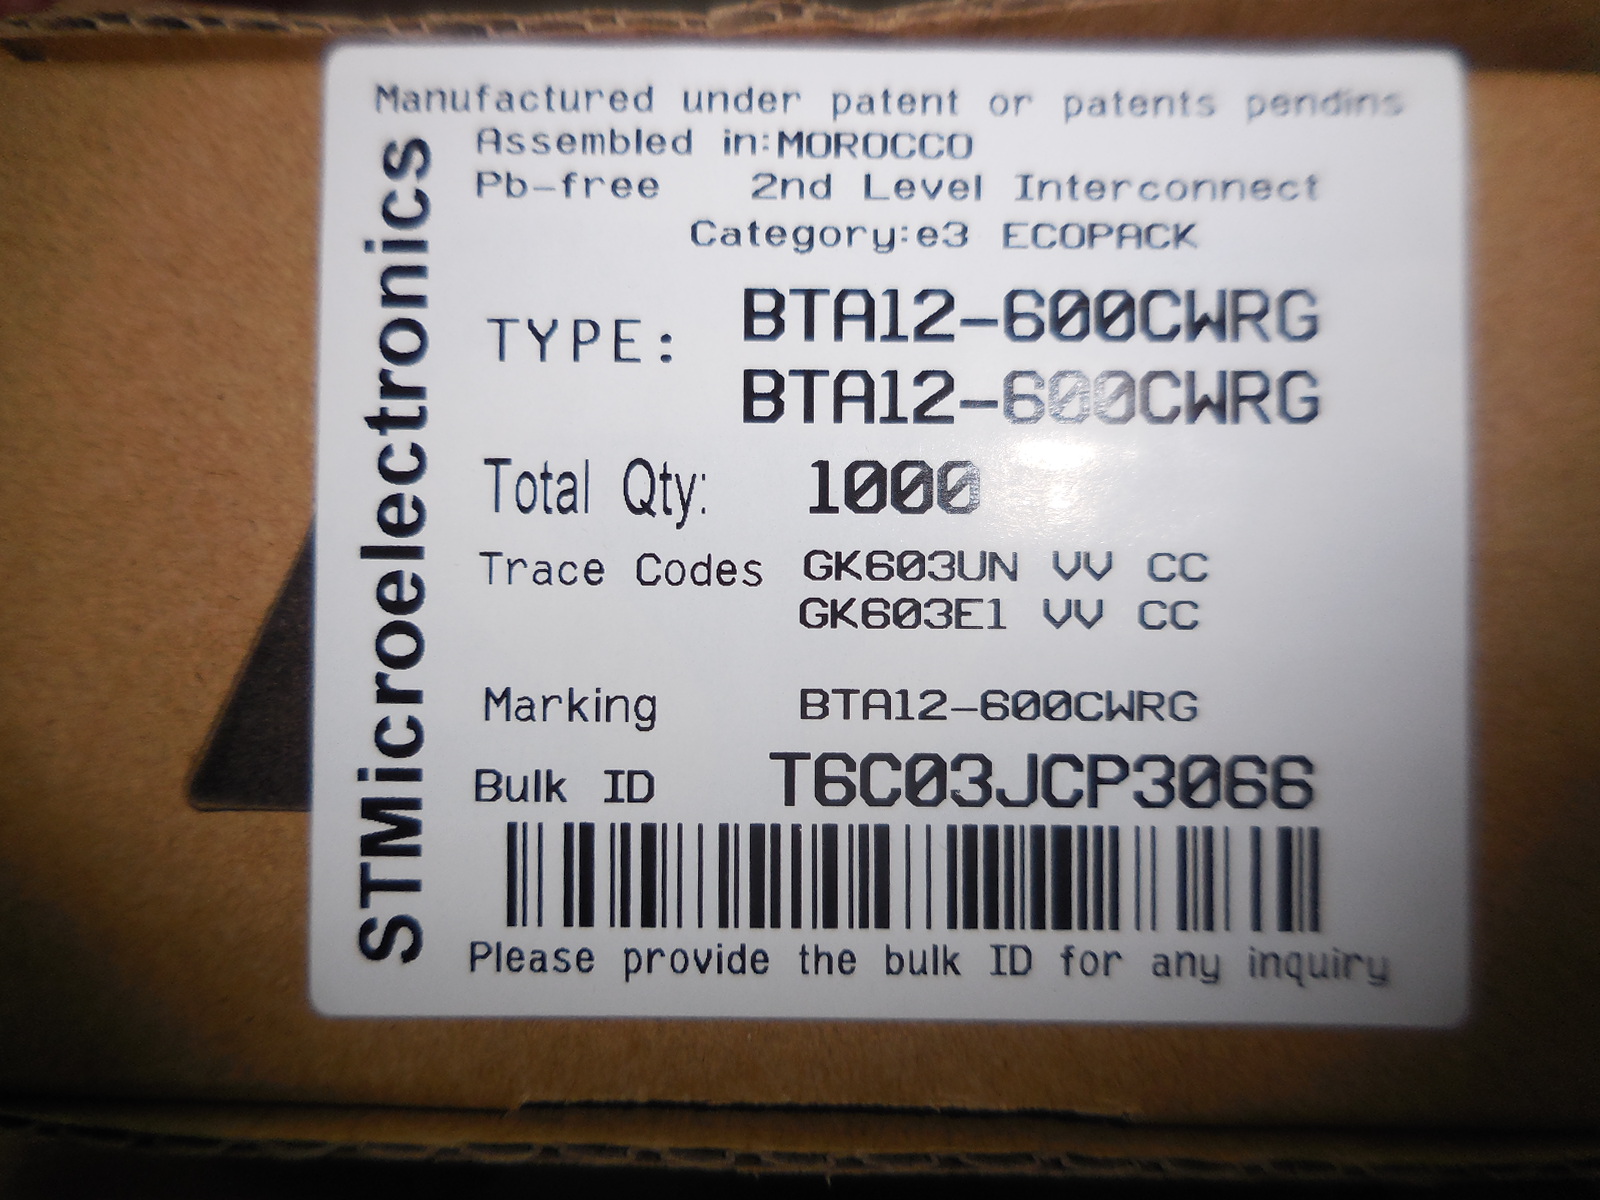 STMicroelectronics
Manufactured under patent or patents pending
Assembled in:MOROCCO
Pb-free 2nd Level Interconnect
Category:e3 ECOPACK
TYPE: BTA12-600CWRG
BTA12-600CWRG
Total Qty: 1000
Trace Codes GK603UN VV CC
GK603E1 VV CC
Marking BTA12-600CWRG
Bulk ID T6C03JCP3066
Please provide the bulk ID for any inquiry